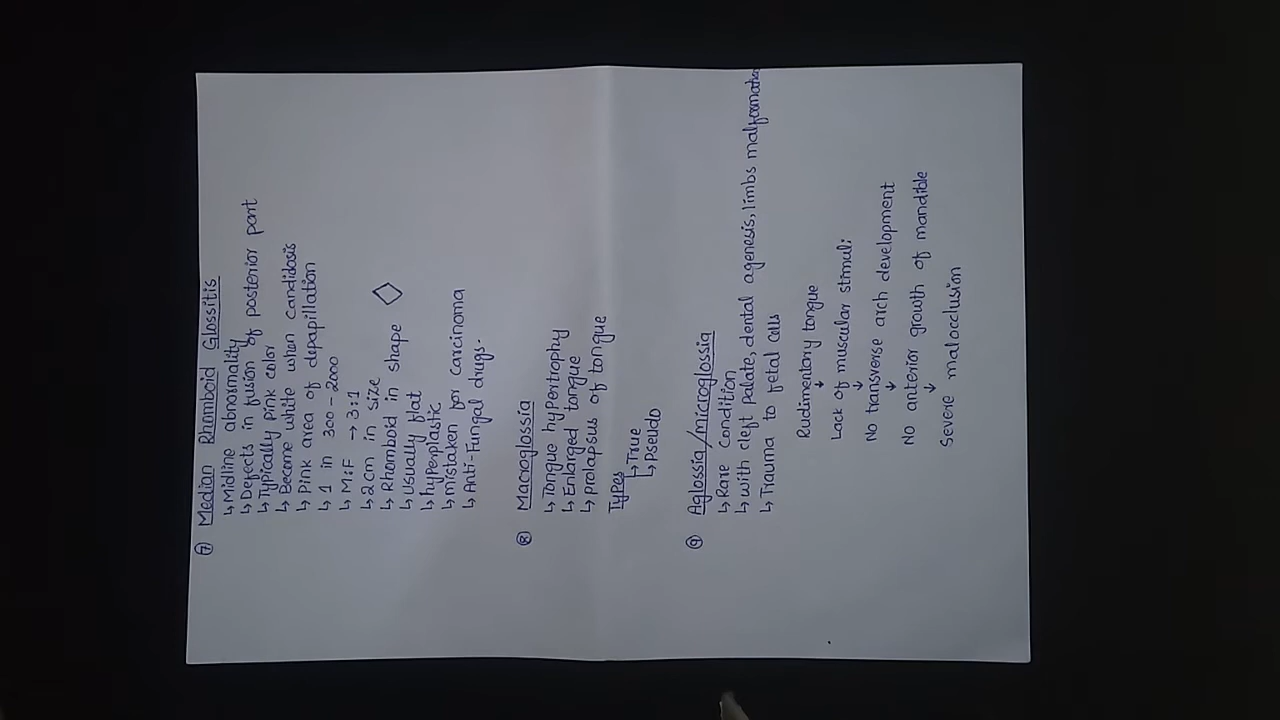 ⑦ Median Rhomboid Glossitis
↳ Midline abnormality
↳ Defects in fusion of posterior part
↳ Typically pink color
↳ Become white when candidasis
↳ Pink area of depapillation
↳ 1 in 300 - 2000
↳ M:F → 3:1
↳ 2cm in size
↳ Rhomboid in shape ◇
↳ Usually flat
↳ hyperplastic
↳ mistaken for carcinoma
↳ Anti-Fungal drugs.
⑧ Macroglossia
↳ Tongue hypertrophy
↳ Enlarged tongue
↳ prolapsus of tongue
Types
↳ True
↳ Pseudo
⑨ Aglossia/microglossia
↳ Rare Condition
↳ with cleft palate, dental agenesis, limbs malformation
↳ Trauma to fetal cells
Rudimentory tongue
↓
Lack of muscular stimuli
↓
No transverse arch development
↓
No anterior growth of mandible
↓
Severe malocclusion